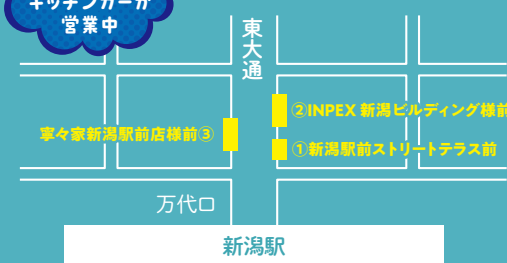 キッチンカーが
営業中
東大通
②INPEX 新潟ビルディング様前
寧々家新潟駅前店様前③
①新潟駅前ストリートテラス前
万代口
新潟駅